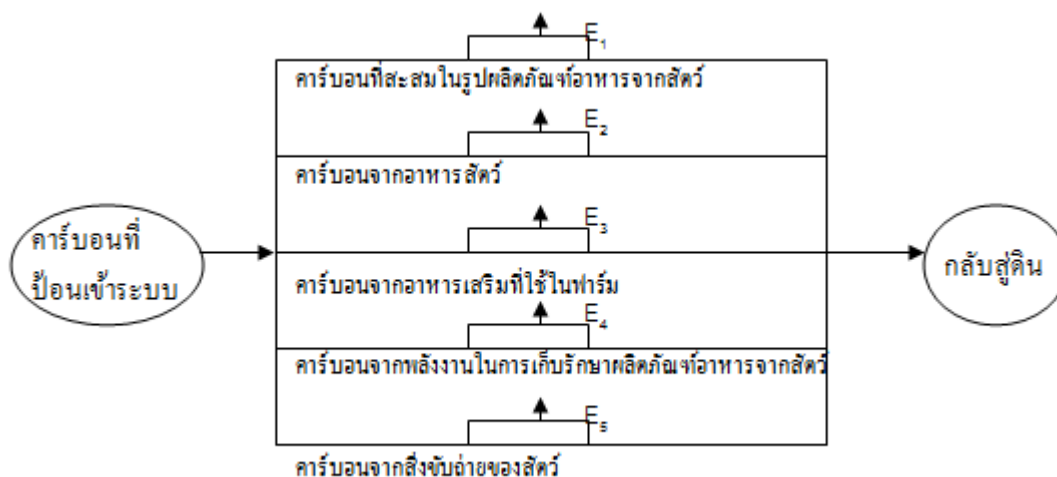 E1
คาร์บอนที่สะสมในรูปผลิตภัณฑ์อาหารจากสัตว์
E2
คาร์บอนจากอาหารสัตว์
คาร์บอนที่
ป้อนเข้าระบบ
E3
กลับสู่ดิน
คาร์บอนจากอาหารเสริมที่ใช้ในฟาร์ม
E4
คาร์บอนจากพลังงานในการเก็บรักษาผลิตภัณฑ์อาหารจากสัตว์
E5
คาร์บอนจากสิ่งขับถ่ายของสัตว์